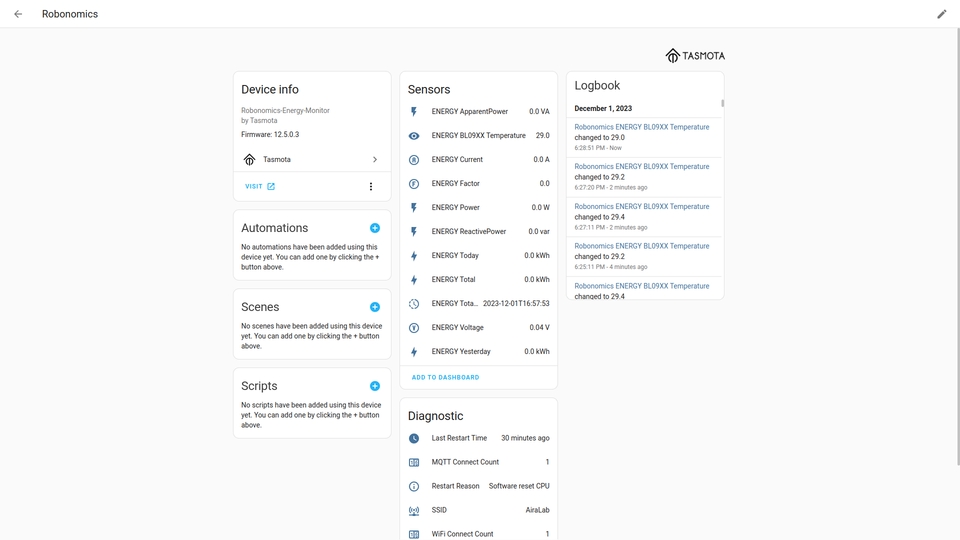 Robonomics
TASMOTA
Device info
Robonomics-Energy-Monitor
by Tasmota
Firmware: 12.5.0.3
Tasmota
VISIT
Automations
No automations have been added using this
device yet. You can add one by clicking the +
button above.
Scenes
No scenes have been added using this device
yet. You can add one by clicking the + button
above.
Scripts
No scripts have been added using this device
yet. You can add one by clicking the + button
above.
Sensors
ENERGY ApparentPower 0.0 VA
ENERGY BL09XX Temperature 29.0
ENERGY Current 0.0 A
ENERGY Factor 0.0
ENERGY Power 0.0 W
ENERGY ReactivePower 0.0 var
ENERGY Today 0.0 kWh
ENERGY Total 0.0 kWh
ENERGY Tota... 2023-12-01T16:57:53
ENERGY Voltage 0.04 V
ENERGY Yesterday 0.0 kWh
ADD TO DASHBOARD
Diagnostic
Last Restart Time 30 minutes ago
MQTT Connect Count 1
Restart Reason Software reset CPU
SSID AiraLab
WiFi Connect Count 1
Logbook
December 1, 2023
Robonomics ENERGY BL09XX Temperature
changed to 29.0
6:28:51 PM - Now
Robonomics ENERGY BL09XX Temperature
changed to 29.2
6:27:20 PM - 2 minutes ago
Robonomics ENERGY BL09XX Temperature
changed to 29.4
6:27:11 PM - 2 minutes ago
Robonomics ENERGY BL09XX Temperature
changed to 29.2
6:25:11 PM - 4 minutes ago
Robonomics ENERGY BL09XX Temperature
changed to 29.4